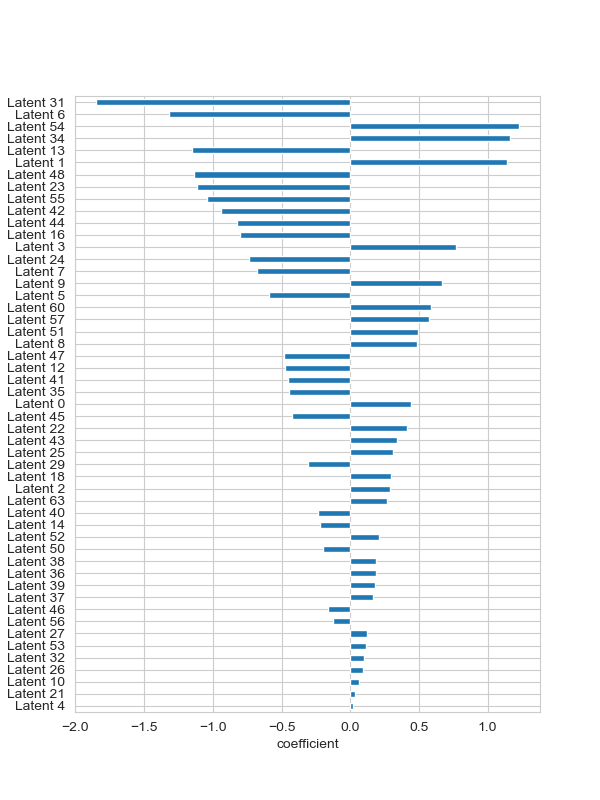 Latent 31
Latent 6
Latent 54
Latent 34
Latent 13
Latent 1
Latent 48
Latent 23
Latent 55
Latent 42
Latent 44
Latent 16
Latent 3
Latent 24
Latent 7
Latent 9
Latent 5
Latent 60
Latent 57
Latent 51
Latent 8
Latent 47
Latent 12
Latent 41
Latent 35
Latent 0
Latent 45
Latent 22
Latent 43
Latent 25
Latent 29
Latent 18
Latent 2
Latent 63
Latent 40
Latent 14
Latent 52
Latent 50
Latent 38
Latent 36
Latent 39
Latent 37
Latent 46
Latent 56
Latent 27
Latent 53
Latent 32
Latent 26
Latent 10
Latent 21
Latent 4
−2.0 −1.5 −1.0 −0.5 0.0 0.5 1.0
coefficient